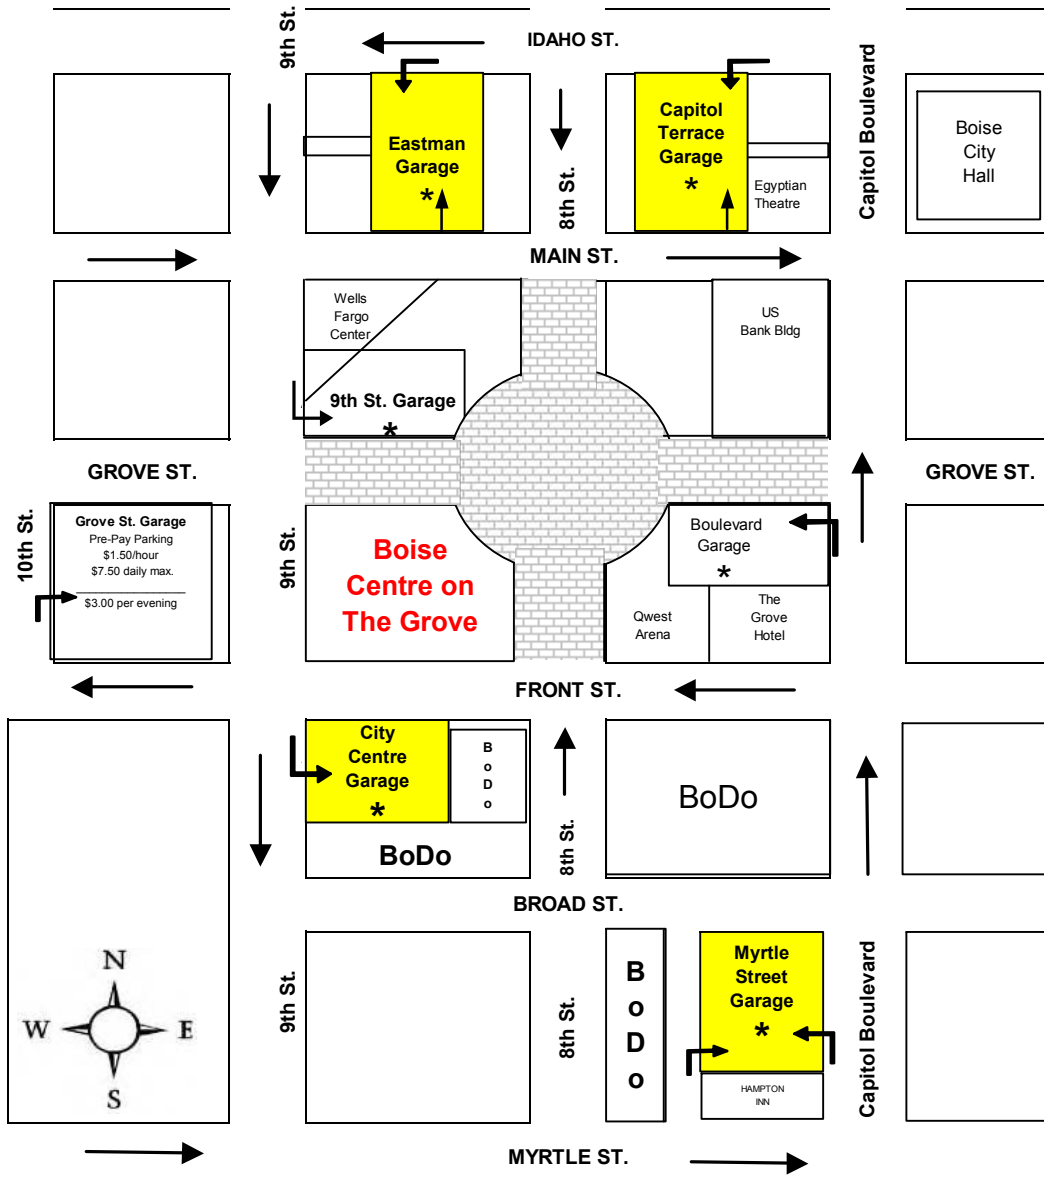 IDAHO ST.
9th St.
8th St.
Capitol Boulevard
Eastman
Garage
*
Capitol
Terrace
Garage
*
Egyptian
Theatre
Boise
City
Hall
MAIN ST.
Wells
Fargo
Center
US
Bank Bldg
9th St. Garage
*
GROVE ST.
GROVE ST.
10th St.
Grove St. Garage
Pre-Pay Parking
$1.50/hour
$7.50 daily max.
$3.00 per evening
9th St.
Boise
Centre on
The Grove
Boulevard
Garage
*
Qwest
Arena
The
Grove
Hotel
FRONT ST.
City
Centre
Garage
*
B
o
D
o
BoDo
8th St.
BoDo
BROAD ST.
N
W
E
S
9th St.
8th St.
B
o
D
o
Myrtle
Street
Garage
*
HAMPTON
INN
Capitol Boulevard
MYRTLE ST.